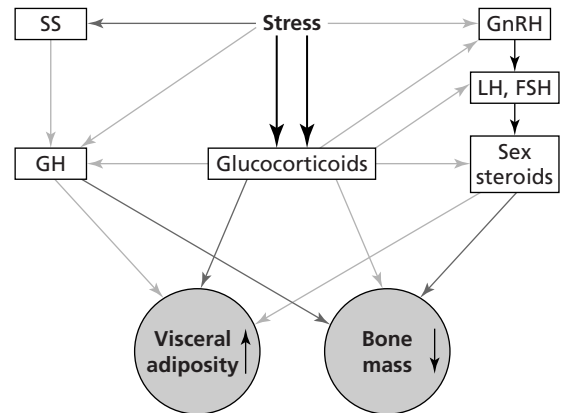 SS
Stress
GnRH
LH, FSH
GH
Glucocorticoids
Sex
steroids
Visceral
adiposity
Bone
mass